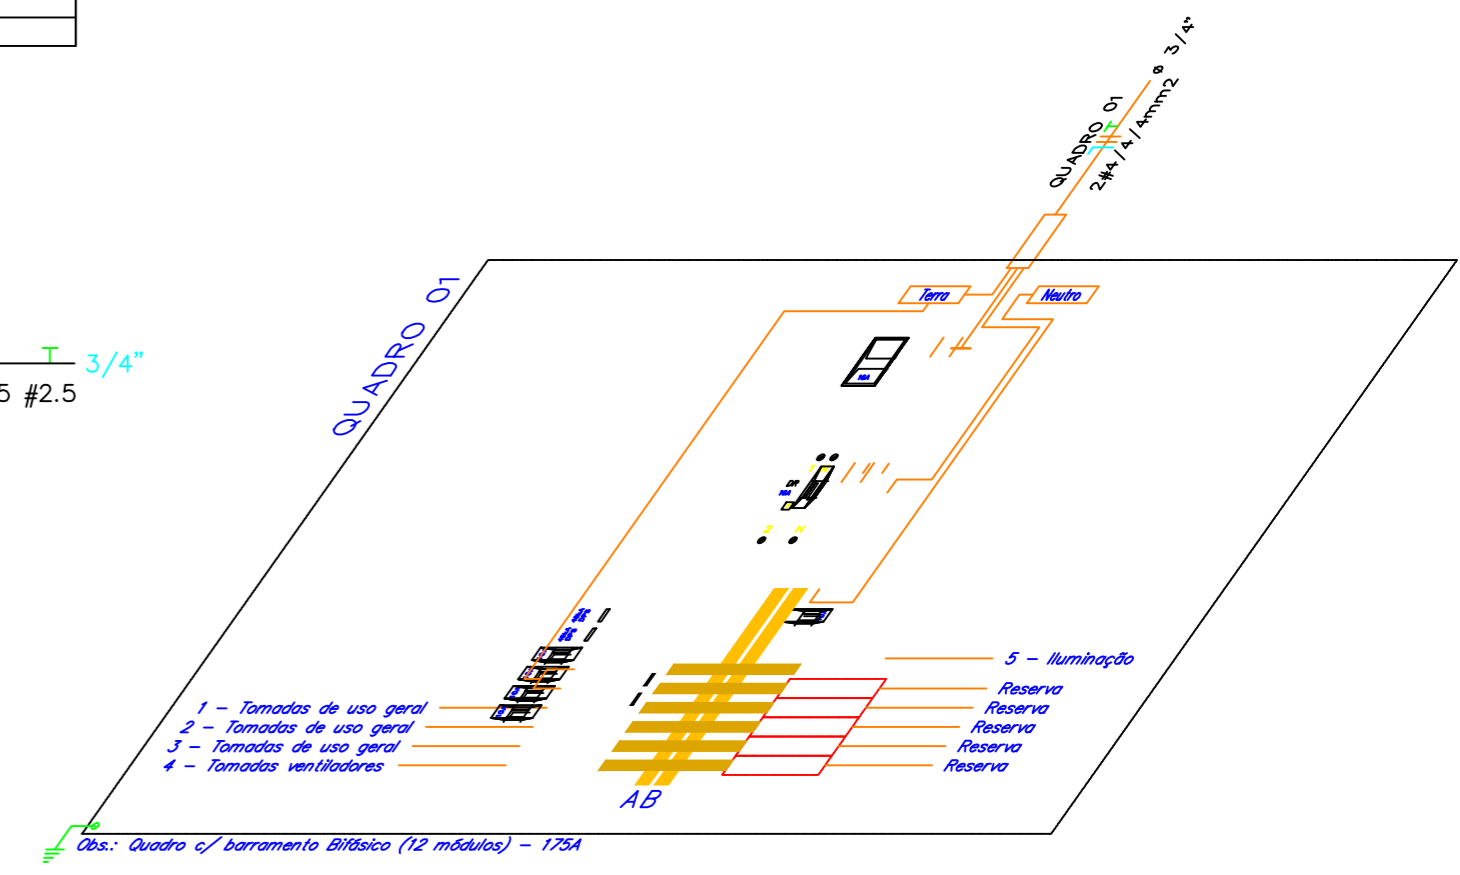 ø 3/4"
QUADRO 01
2#4/4/4mm2
QUADRO 01
Terra
Neutro
3/4"
5 #2.5
DR
5 - Iluminação
Reserva
1 - Tomadas de uso geral
Reserva
2 - Tomadas de uso geral
Reserva
3 - Tomadas de uso geral
Reserva
4 - Tomadas ventiladores
Reserva
AB
Obs.: Quadro c/ barramento Bifásico (12 módulos) - 175A